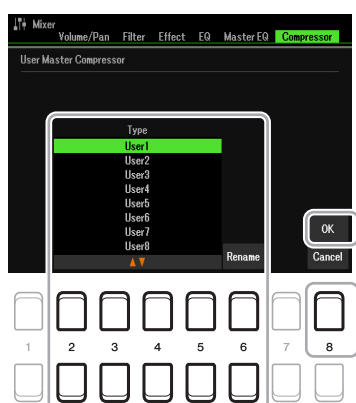 Mixer
Volume/Pan Filter Effect EQ Master EQ Compressor
User Master Compressor
Type
User1
User2
User3
User4
User5
User6
User7
User8
OK
Rename Cancel
1 2 3 4 5 6 7 8